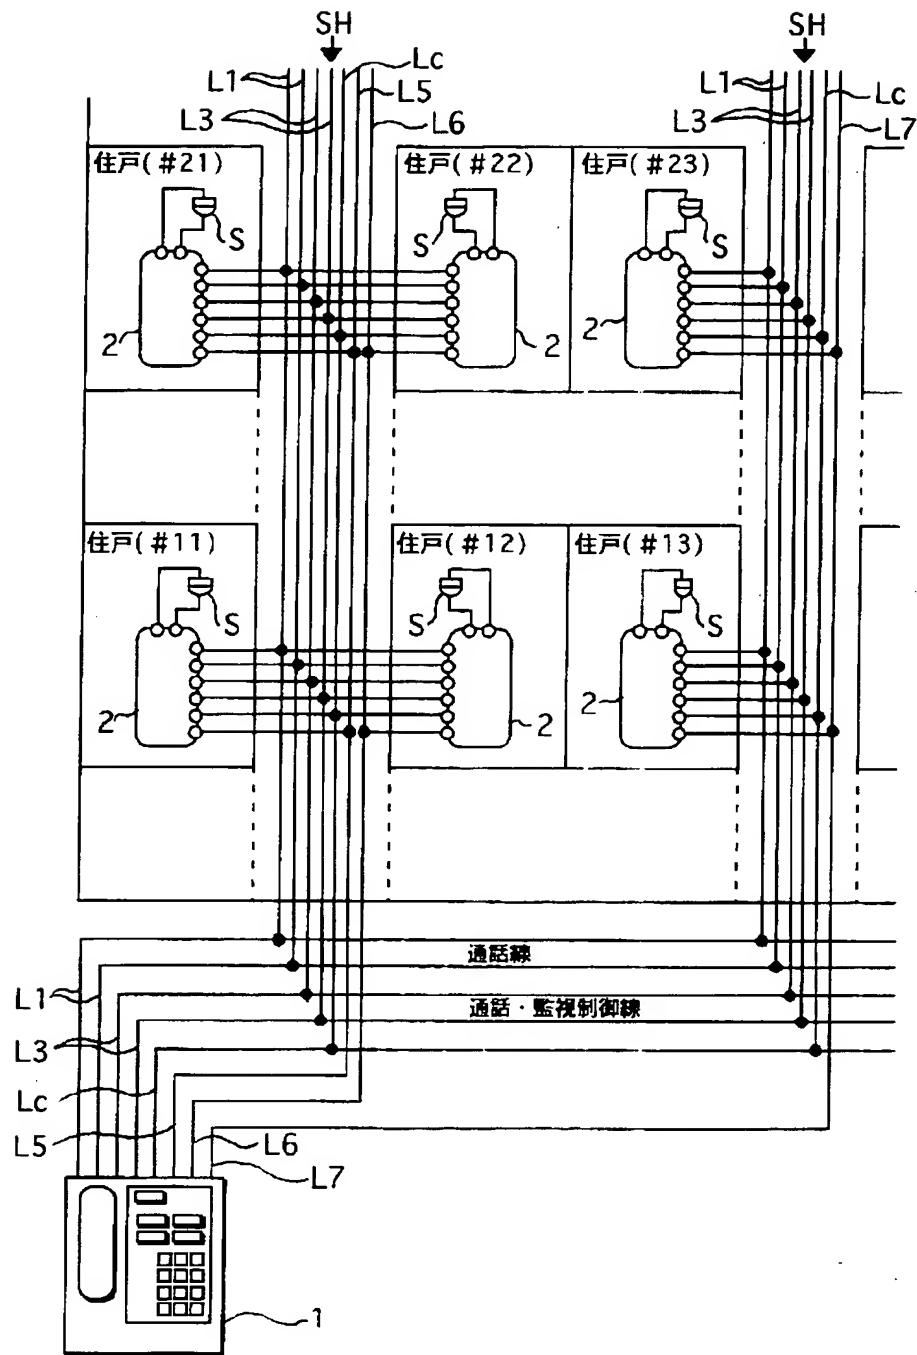 SH SH
L1 Lc L1 Lc
L5
L3 L6 L3 L7
住戸(#21) 住戸(#22) 住戸(#23)
S S S
2 2 2
住戸(#11) 住戸(#12) 住戸(#13)
S S S
2 2 2
通話線
L1
通話・監視制御線
L3
Lc
L5 L6
L7
1